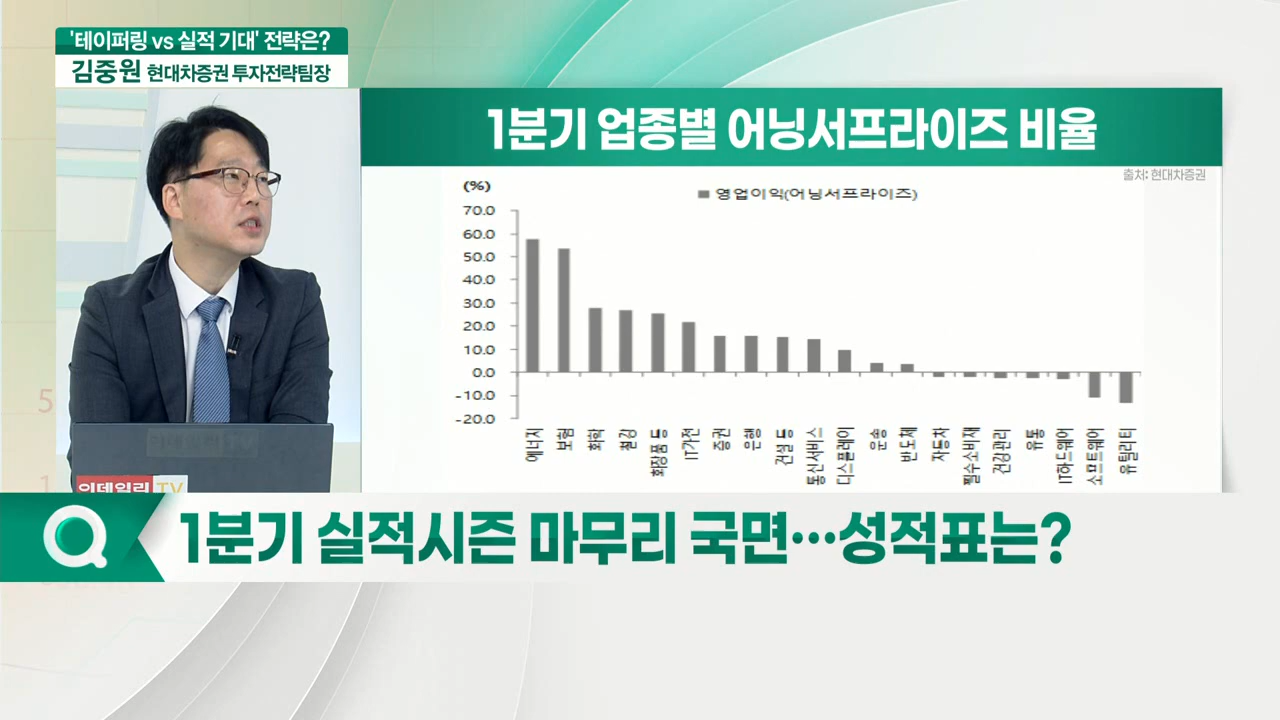 '테이퍼링 vs 실적 기대' 전략은?
김중원 현대차증권 투자전략팀장
1분기 업종별 어닝서프라이즈 비율
출처: 현대차증권
(%)
영업이익(어닝서프라이즈)
70.0
60.0
50.0
40.0
30.0
20.0
10.0
0.0
-10.0
-20.0
에너지
보험
화학
철강
화장품 등
IT가전
증권
은행
건설 등
통신서비스
디스플레이
운송
반도체
자동차
필수소비재
건강관리
유통
IT하드웨어
소프트웨어
유틸리티
5
1
이데일리 TV
Q 1분기 실적시즌 마무리 국면…성적표는?